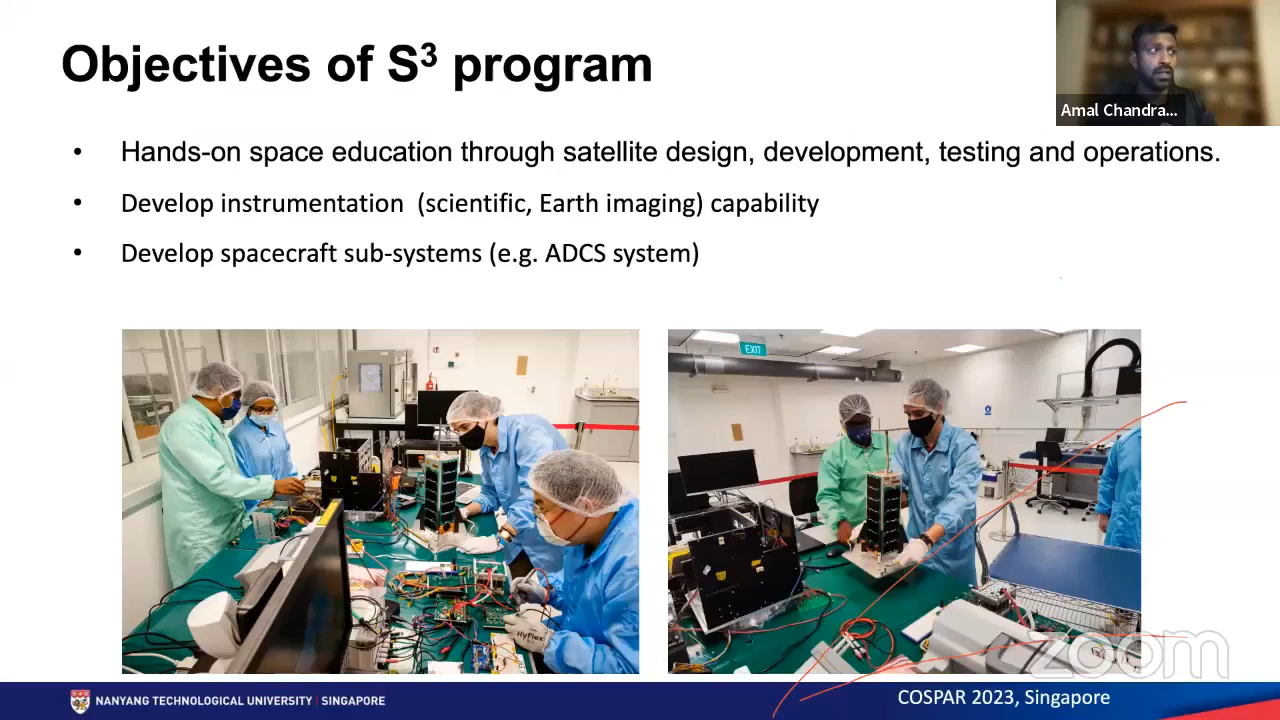 Objectives of S³ program
Amal Chandra...
• Hands-on space education through satellite design, development, testing and operations.
• Develop instrumentation (scientific, Earth imaging) capability
• Develop spacecraft sub-systems (e.g. ADCS system)
EXIT
HyFlex
zoom
NANYANG TECHNOLOGICAL UNIVERSITY | SINGAPORE
COSPAR 2023, Singapore